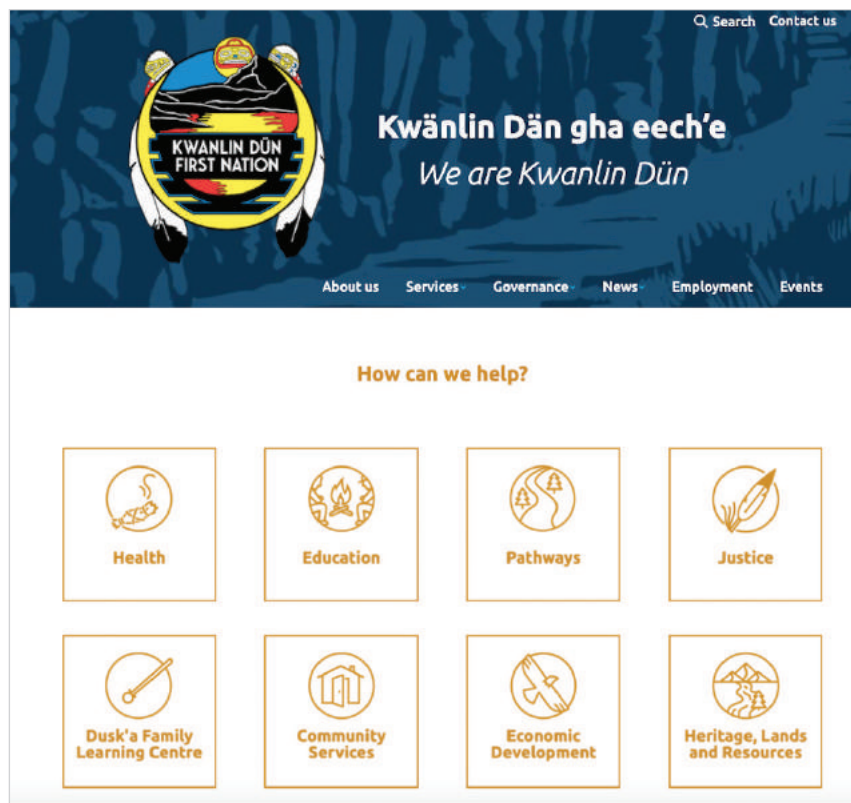 Search Contact us
KWANLIN DÜN
FIRST NATION
Kwänlin Dän gha eech'e
We are Kwanlin Dün
About us Services Governance News Employment Events
How can we help?
Health Education Pathways Justice
Dusk'a Family
Learning Centre
Community
Services
Economic
Development
Heritage, Lands
and Resources